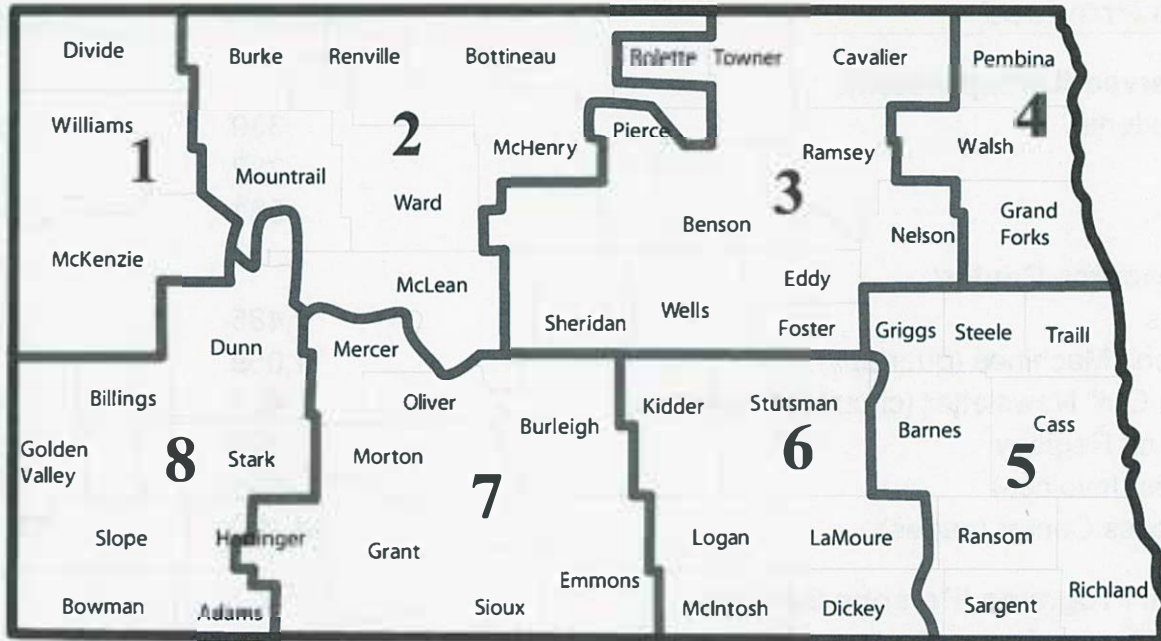 Divide
Burke
Renville
Bottineau
Rolette
Towner
Cavalier
Pembina
Williams
1
2
McHenry
Pierce
3
Ramsey
4
Walsh
Mountrail
Ward
Benson
Nelson
Grand
Forks
McKenzie
McLean
Eddy
Sheridan
Wells
Foster
Griggs
Steele
Traill
Dunn
Mercer
Billings
Oliver
Burleigh
Kidder
Stutsman
Barnes
Cass
Golden
Valley
8
Stark
Morton
7
6
5
Slope
Hettinger
Grant
Logan
LaMoure
Ransom
Bowman
Adams
Sioux
Emmons
McIntosh
Dickey
Sargent
Richland